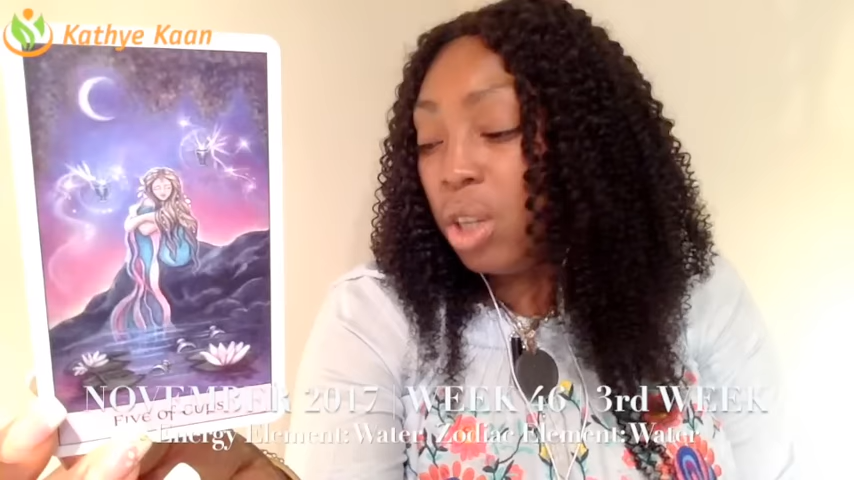 Kathye Kaan
NOVEMBER 2017 | WEEK 46 | 3rd WEEK
FIVE OF CUPS
Energy Element: Water Zodiac Element: Water